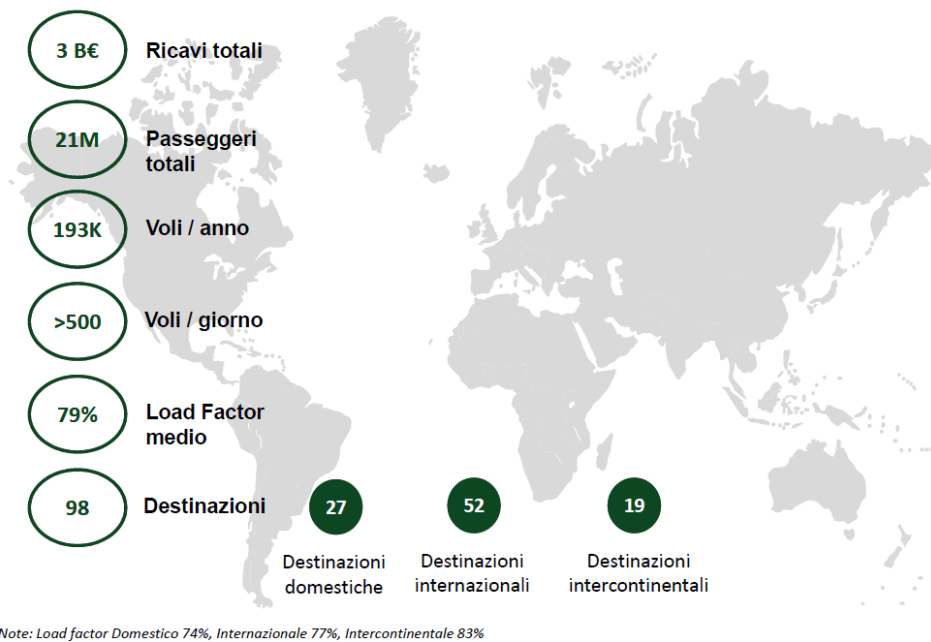 3 B€
Ricavi totali
21M
Passeggeri
totali
193K
Voli / anno
>500
Voli / giorno
79%
Load Factor
medio
98
Destinazioni
27
Destinazioni
domestiche
52
Destinazioni
internazionali
19
Destinazioni
intercontinentali
Note: Load factor Domestico 74%, Internazionale 77%, Intercontinentale 83%